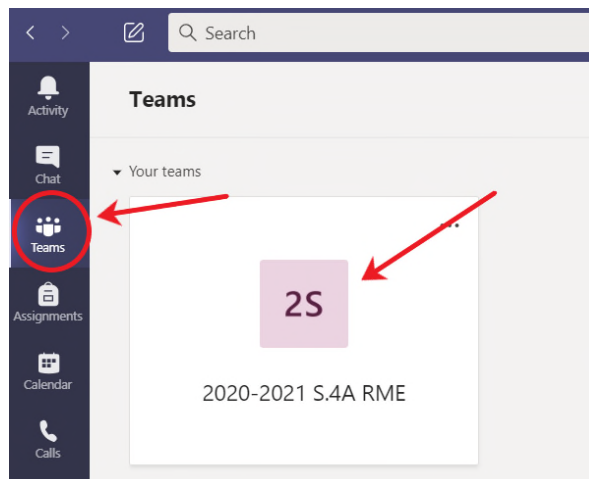 Search
Activity
Teams
Chat
Your teams
Teams
2S
Assignments
2020-2021 S.4A RME
Calendar
Calls